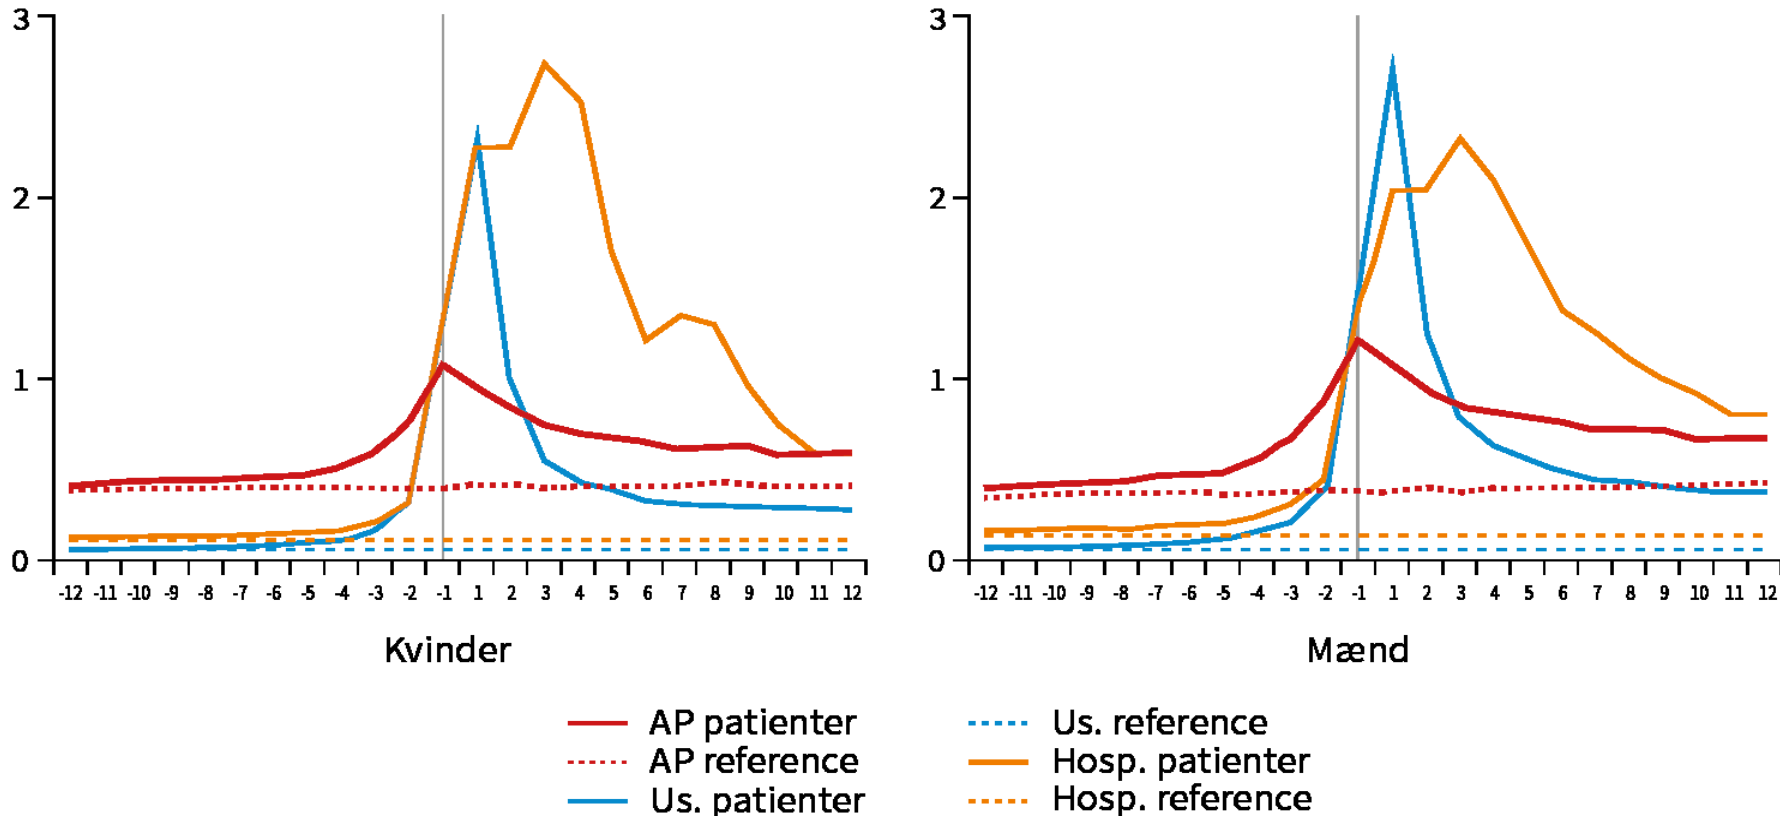 3
2
1
0
-12 -11 -10 -9 -8 -7 -6 -5 -4 -3 -2 -1 1 2 3 4 5 6 7 8 9 10 11 12
Kvinder
3
2
1
0
-12 -11 -10 -9 -8 -7 -6 -5 -4 -3 -2 -1 1 2 3 4 5 6 7 8 9 10 11 12
Mænd
AP patienter
AP reference
Us. patienter
Us. reference
Hosp. patienter
Hosp. reference